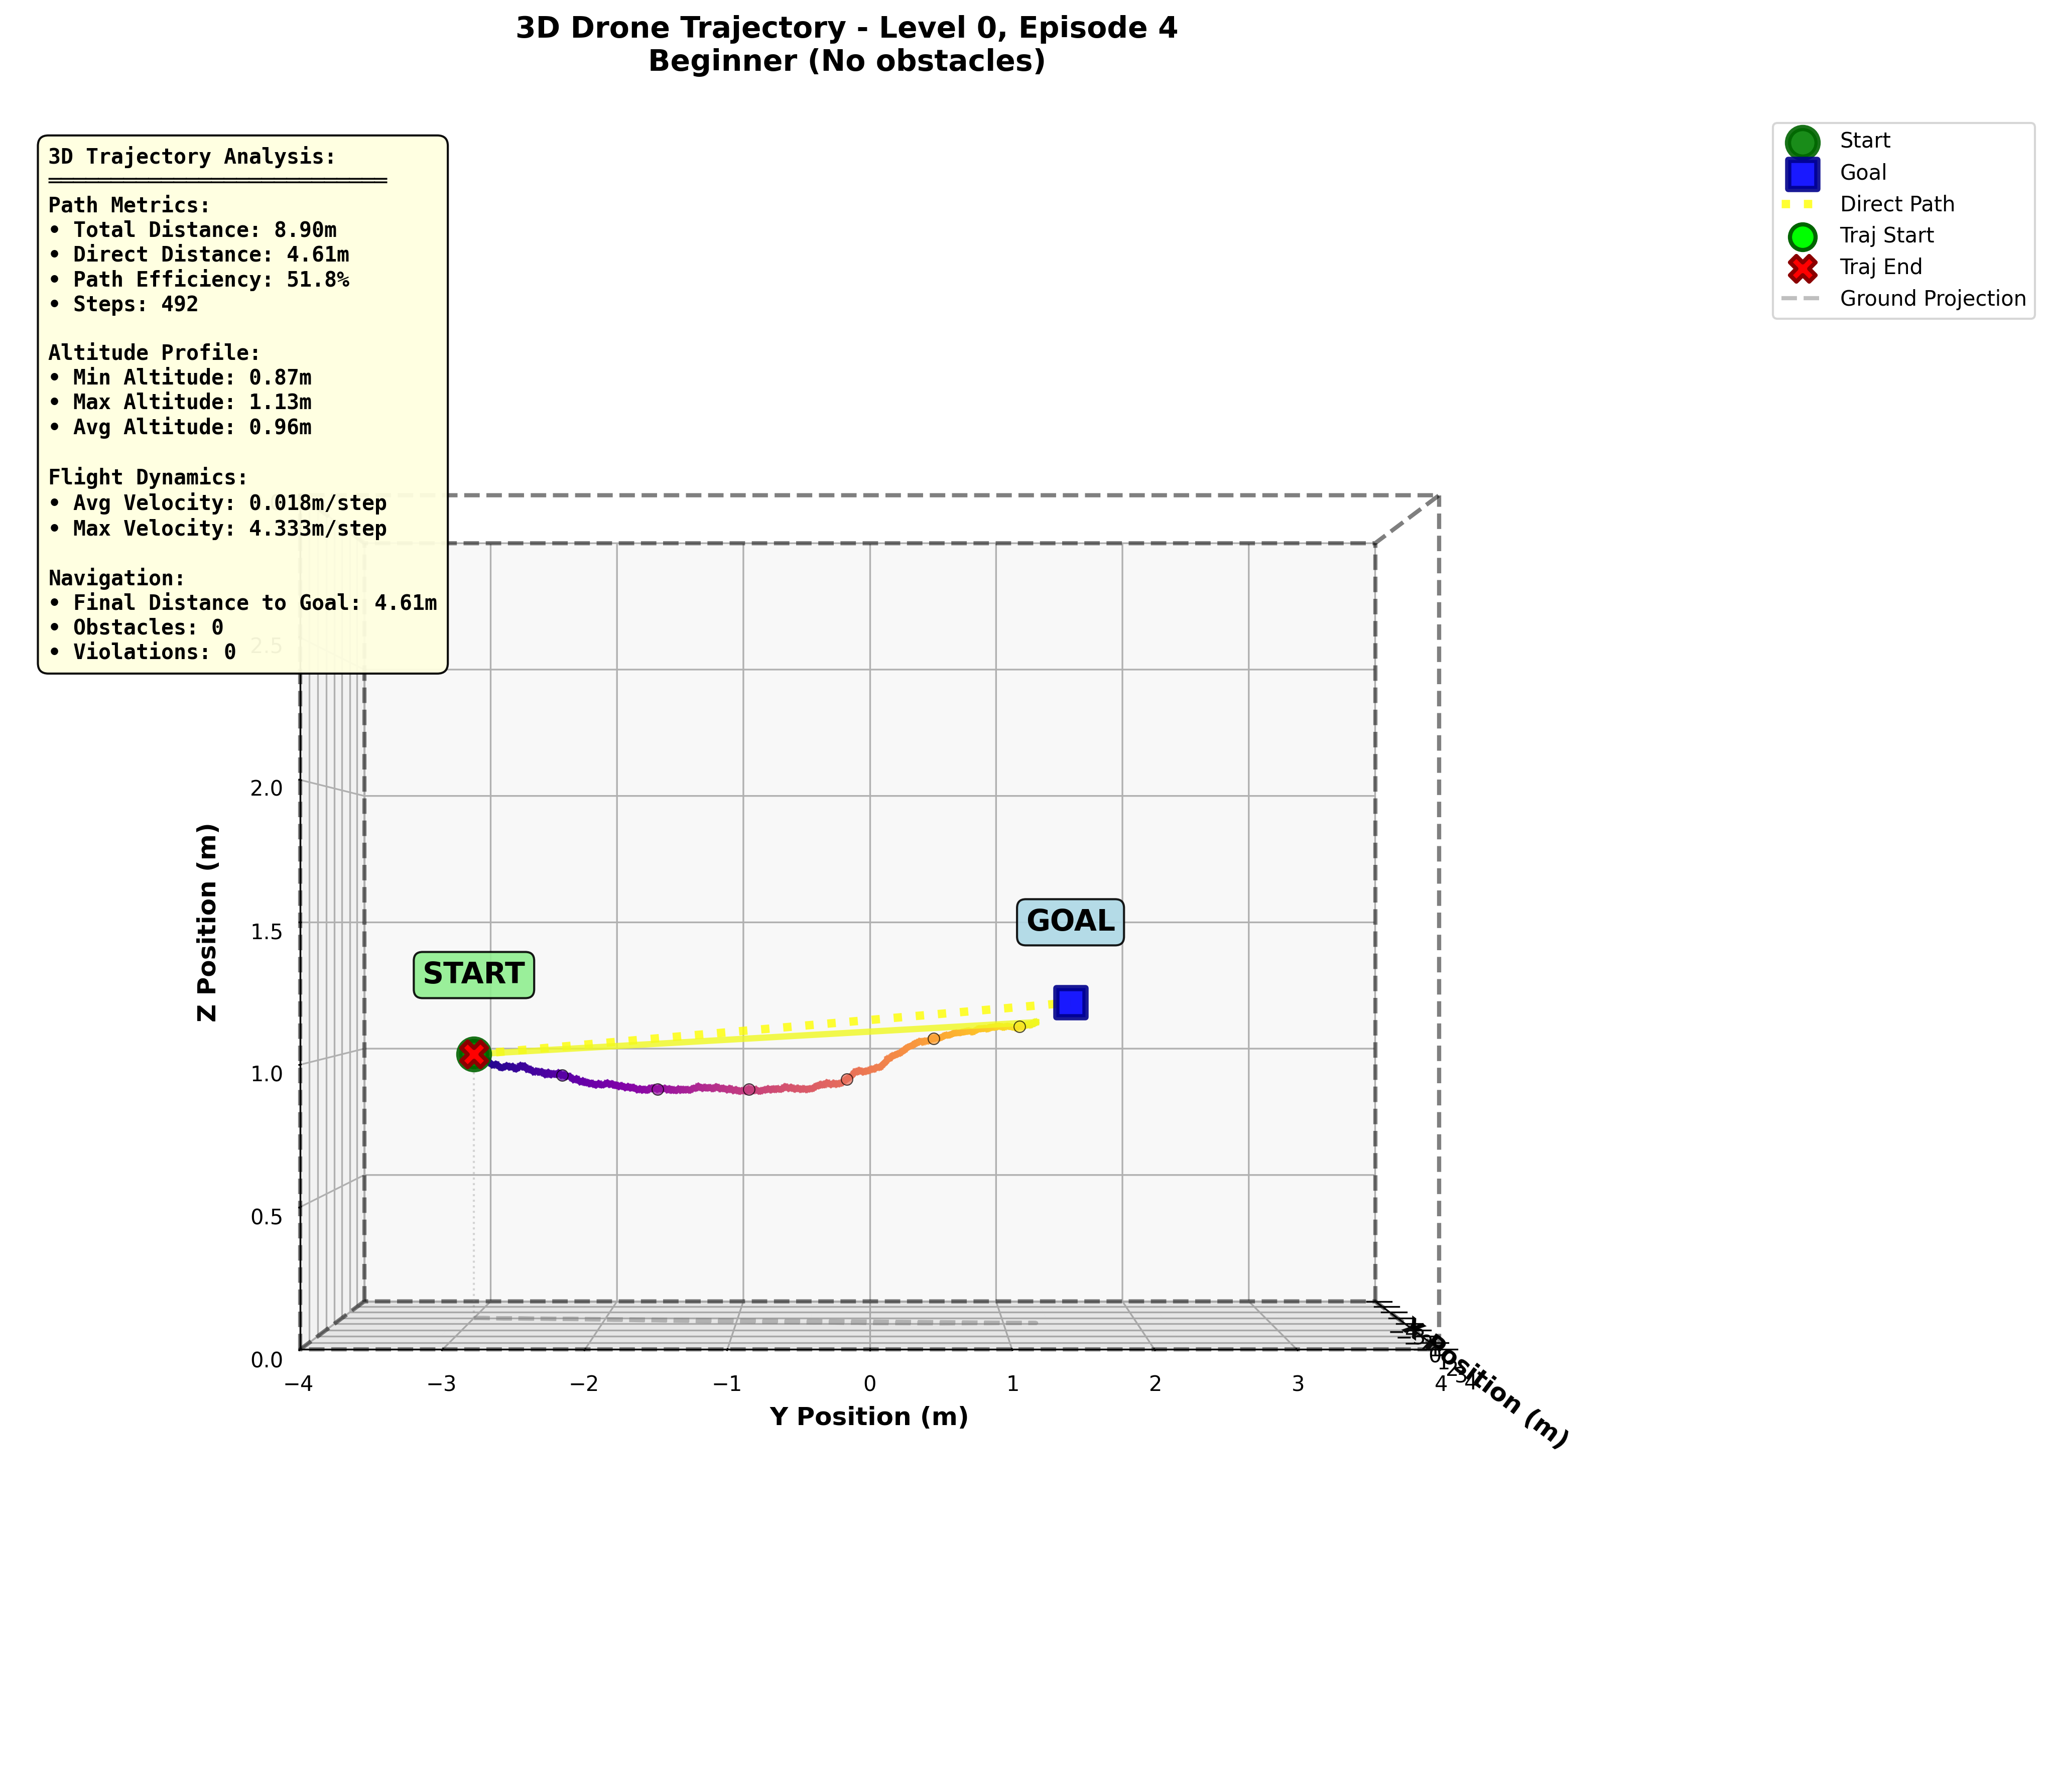 3D Drone Trajectory - Level 0, Episode 4
Beginner (No obstacles)
3D Trajectory Analysis:
Path Metrics:
• Total Distance: 8.90m
• Direct Distance: 4.61m
• Path Efficiency: 51.8%
• Steps: 492
Altitude Profile:
• Min Altitude: 0.87m
• Max Altitude: 1.13m
• Avg Altitude: 0.96m
Flight Dynamics:
• Avg Velocity: 0.018m/step
• Max Velocity: 4.333m/step
Navigation:
• Final Distance to Goal: 4.61m
• Obstacles: 0
• Violations: 0
Start
Goal
Direct Path
Traj Start
Traj End
Ground Projection
2.5
2.0
1.5
1.0
0.5
0.0
Z Position (m)
START
GOAL
−4
−3
−2
−1
0
1
2
3
4
Y Position (m)
X Position (m)